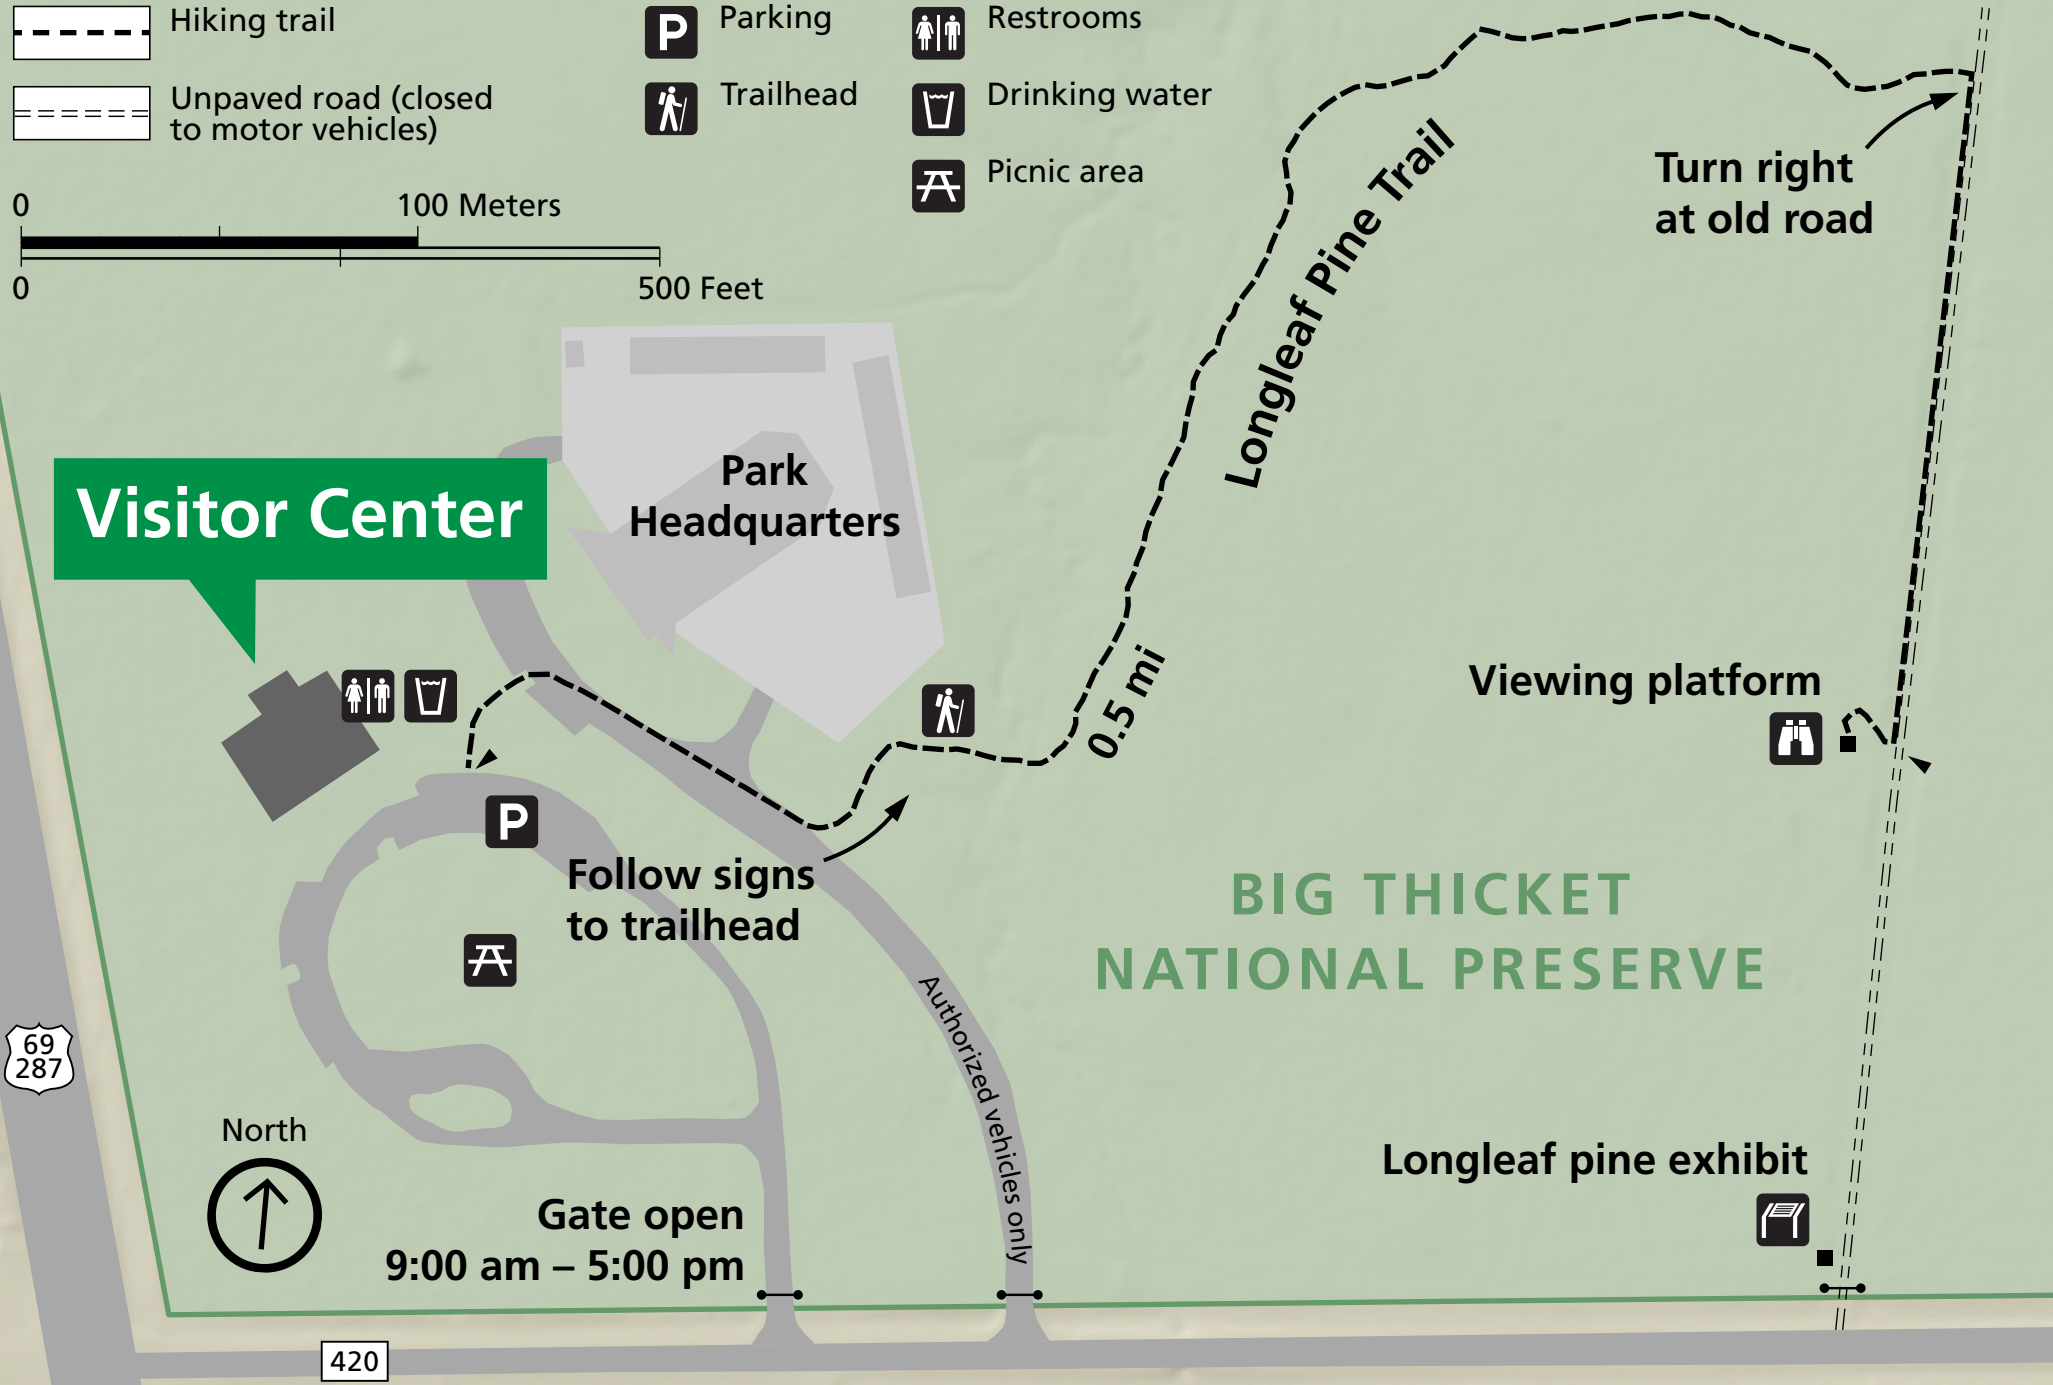 Hiking trail
Unpaved road (closed
to motor vehicles)
P
Parking
Trailhead
Restrooms
Drinking water
Picnic area
0
100 Meters
0
500 Feet
Longleaf Pine Trail
0.5 mi
Turn right
at old road
Park
Headquarters
Visitor Center
Viewing platform
P
Follow signs
to trailhead
BIG THICKET
NATIONAL PRESERVE
Authorized vehicles only
69
287
North
Longleaf pine exhibit
Gate open
9:00 am – 5:00 pm
420